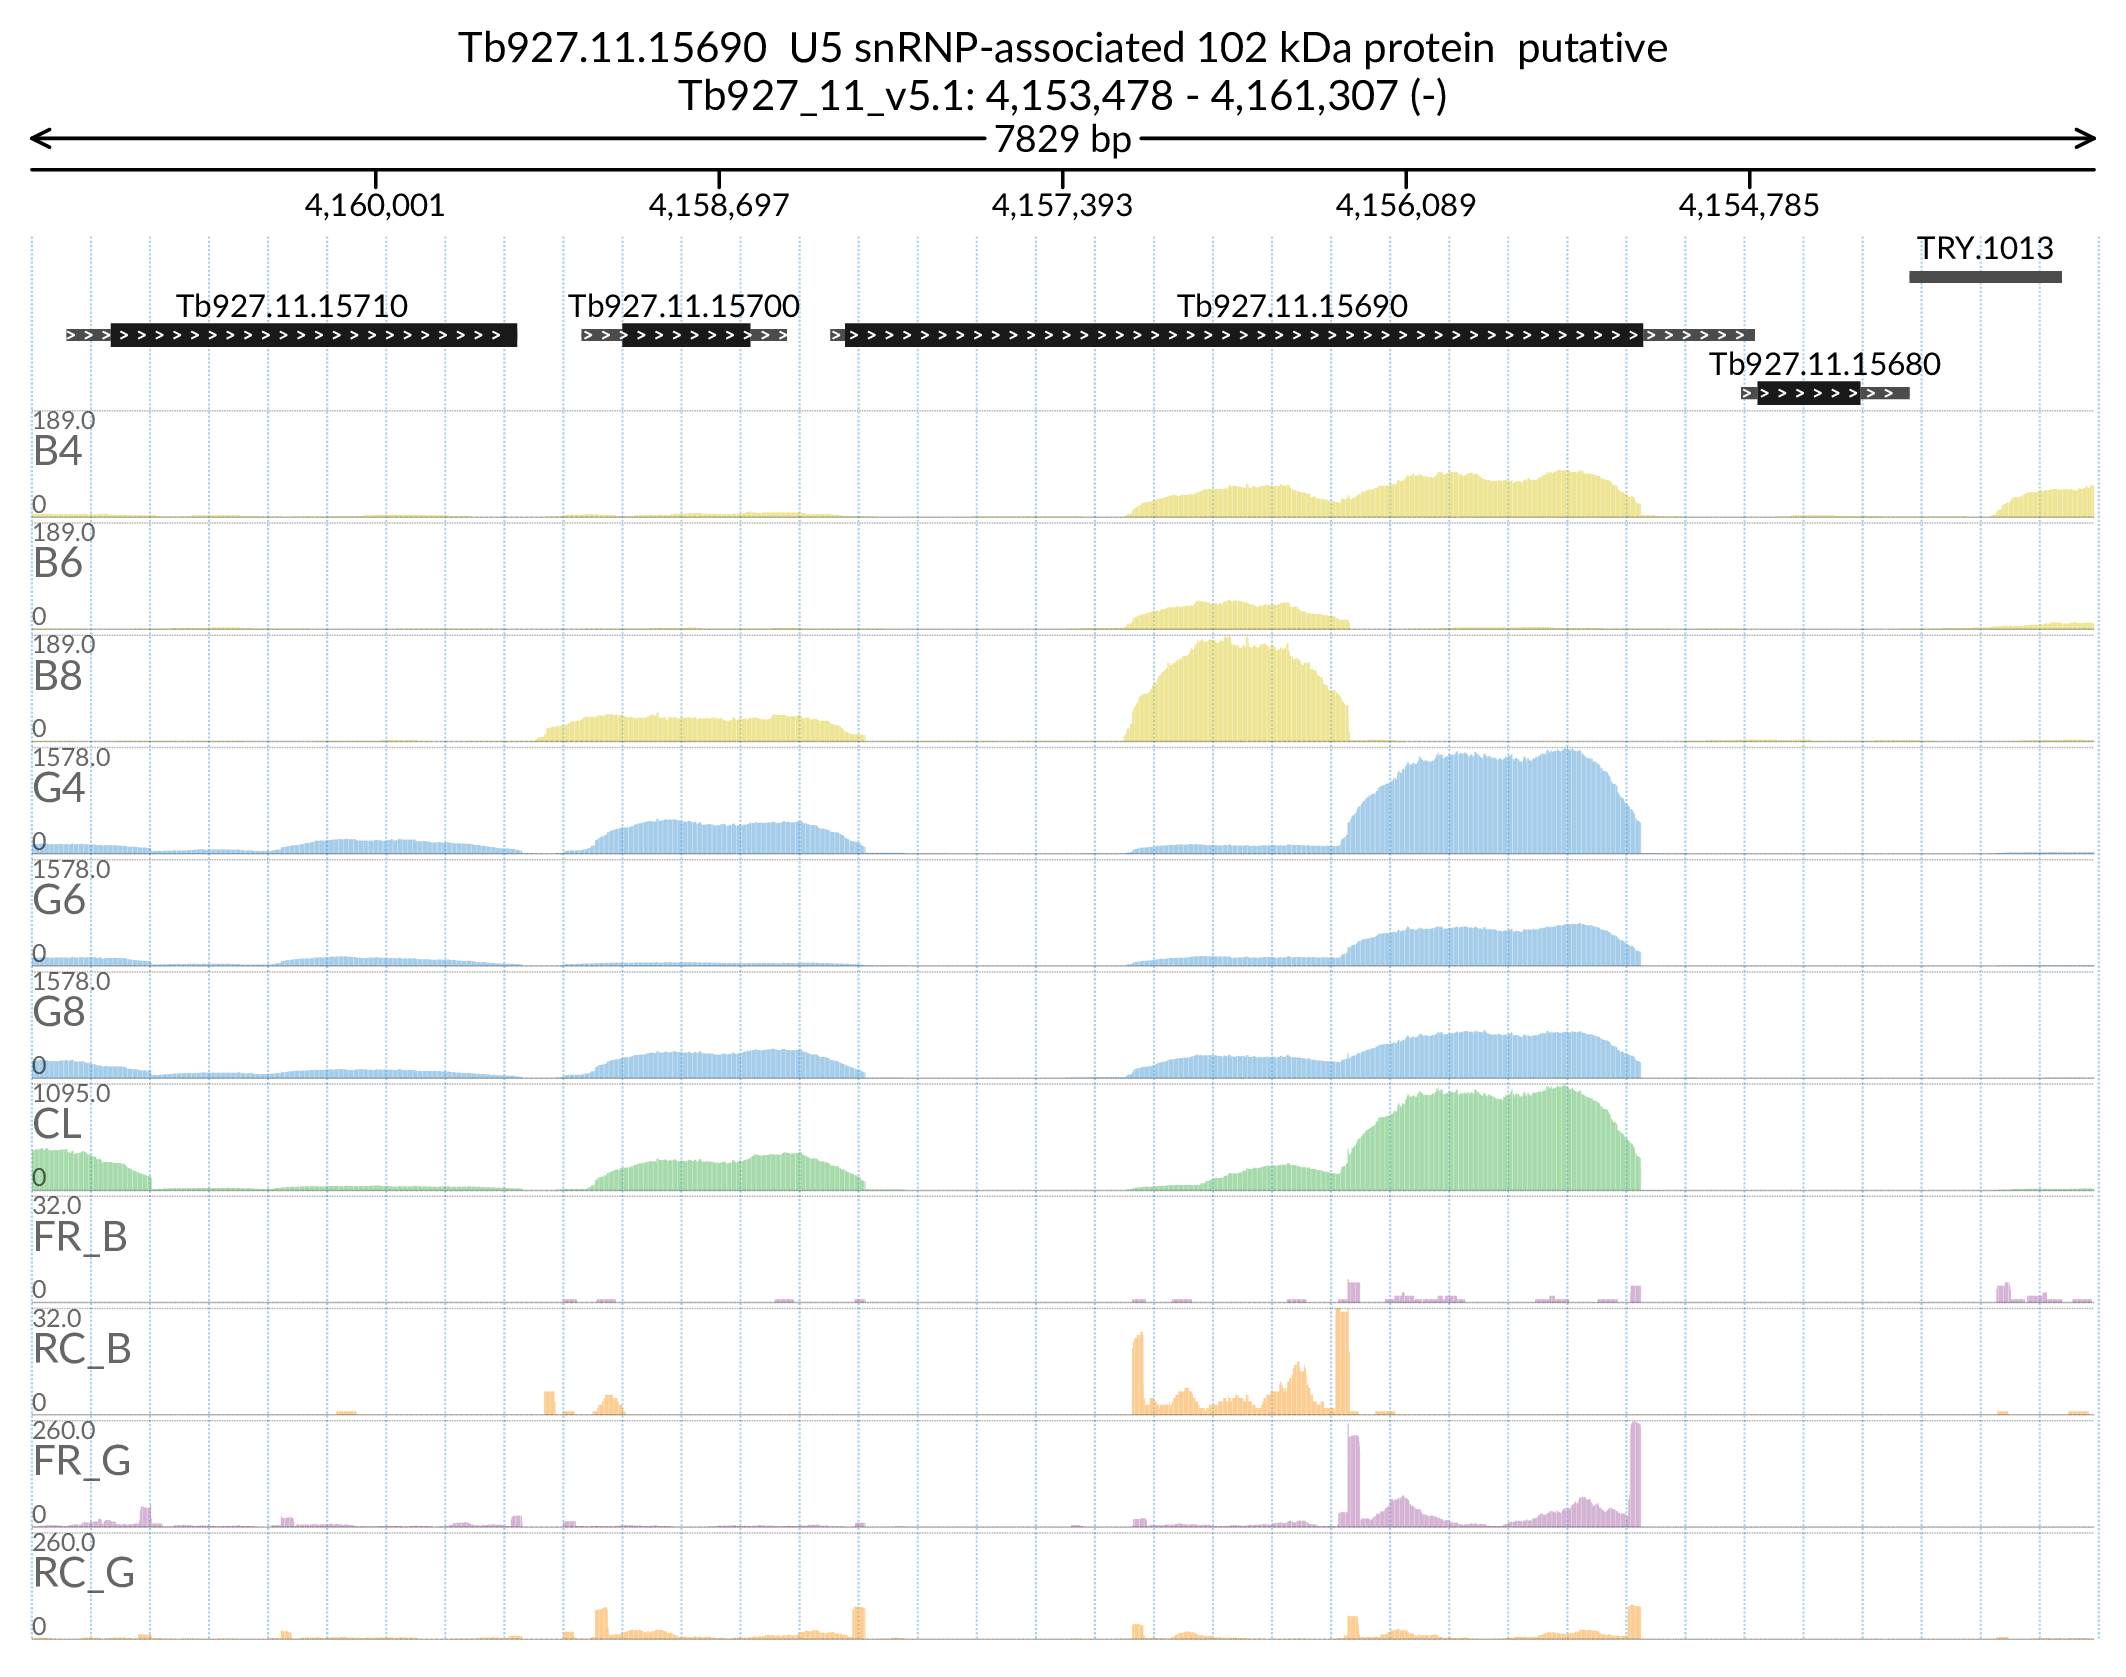 Tb927.11.15690  U5 snRNP-associated 102 kDa protein  putative
Tb927_11_v5.1: 4,153,478 - 4,161,307 (-)
7829 bp
4,160,001 4,158,697 4,157,393 4,156,089 4,154,785
TRY.1013
Tb927.11.15710 Tb927.11.15700 Tb927.11.15690
Tb927.11.15680
189.0
B4
0
189.0
B6
0
189.0
B8
0
1578.0
G4
0
1578.0
G6
0
1578.0
G8
0
1095.0
CL
0
32.0
FR_B
0
32.0
RC_B
0
260.0
FR_G
0
260.0
RC_G
0